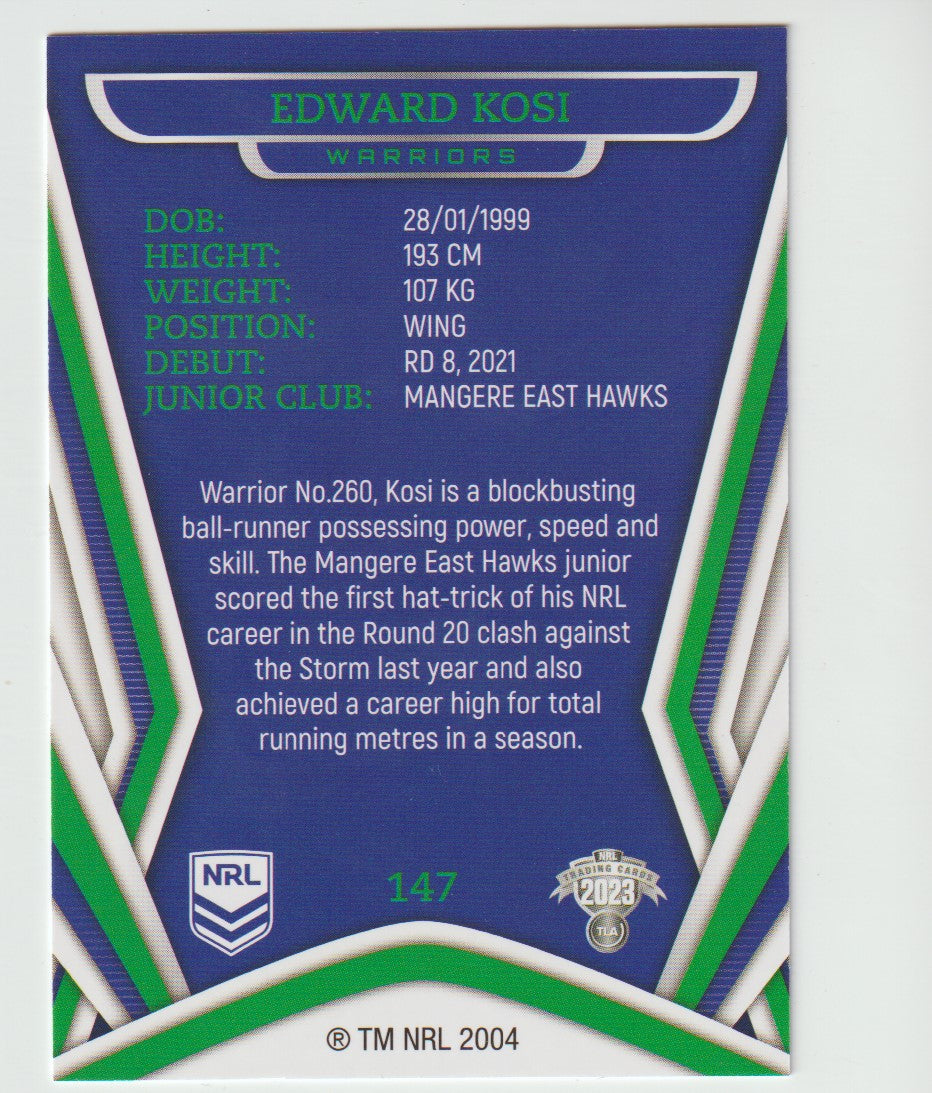 EDWARD KOSI
WARRIORS
DOB: 28/01/1999
HEIGHT: 193 CM
WEIGHT: 107 KG
POSITION: WING
DEBUT: RD 8, 2021
JUNIOR CLUB: MANGERE EAST HAWKS
Warrior No.260, Kosi is a blockbusting
ball-runner possessing power, speed and
skill. The Mangere East Hawks junior
scored the first hat-trick of his NRL
career in the Round 20 clash against
the Storm last year and also
achieved a career high for total
running metres in a season.
NRL
147
NRL
TRADING CARDS
2023
TLA
® TM NRL 2004